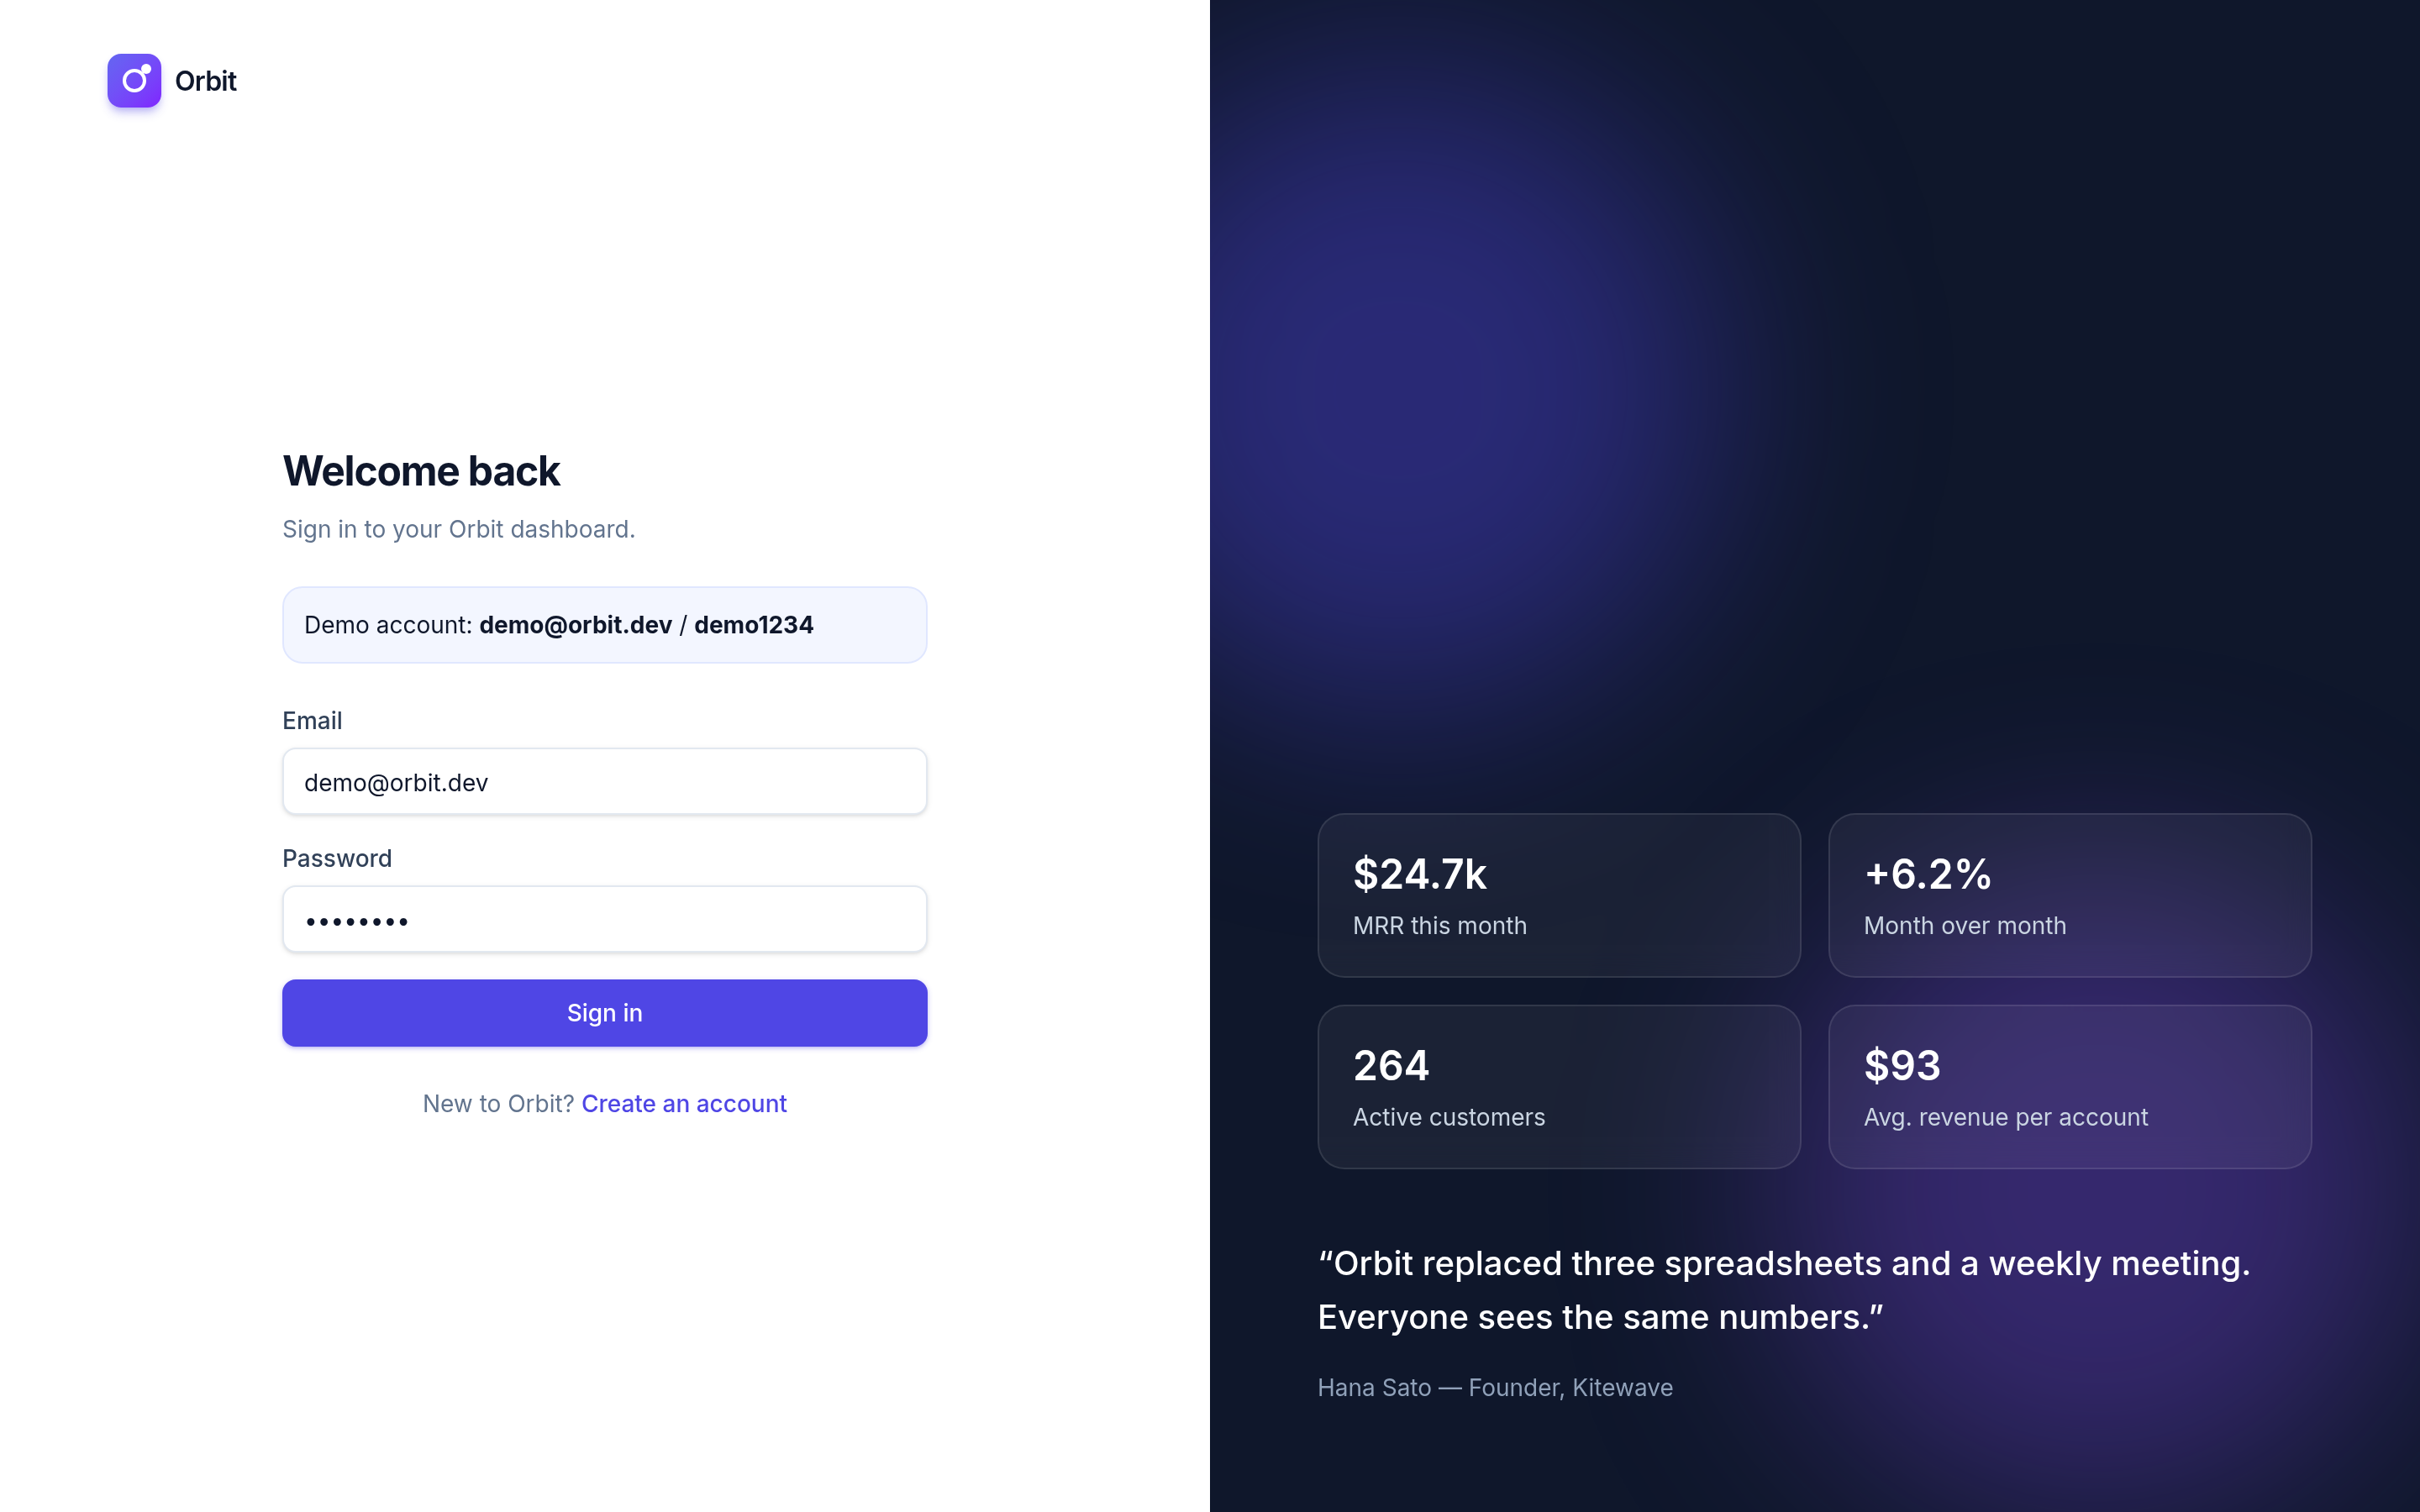 Orbit
Welcome back
Sign in to your Orbit dashboard.
Demo account: demo@orbit.dev / demo1234
Email
demo@orbit.dev
Password
••••••••
Sign in
New to Orbit? Create an account
$24.7k
MRR this month
+6.2%
Month over month
264
Active customers
$93
Avg. revenue per account
“Orbit replaced three spreadsheets and a weekly meeting.
Everyone sees the same numbers.”
Hana Sato — Founder, Kitewave